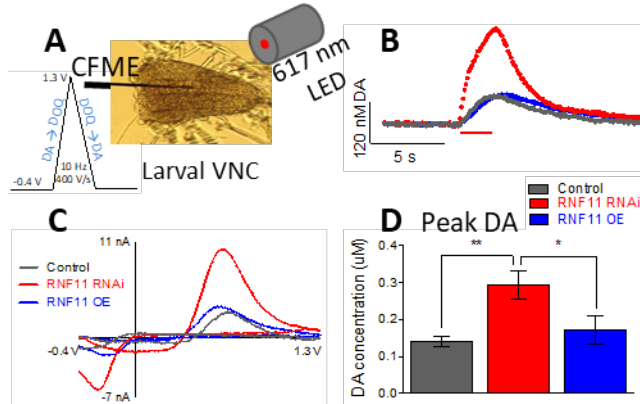 A
CFME
617 nm
LED
1.3 V
DA → DOQ
DOQ → DA
10 Hz
400 V/s
-0.4 V
Larval VNC
B
120 nM DA
5 s
C
11 nA
Control
RNF11 RNAi
RNF11 OE
-0.4 V
1.3 V
-7 nA
Control
RNF11 RNAi
RNF11 OE
D Peak DA
DA concentration (uM)
0.4
0.3
0.2
0.1
0.0
**
*